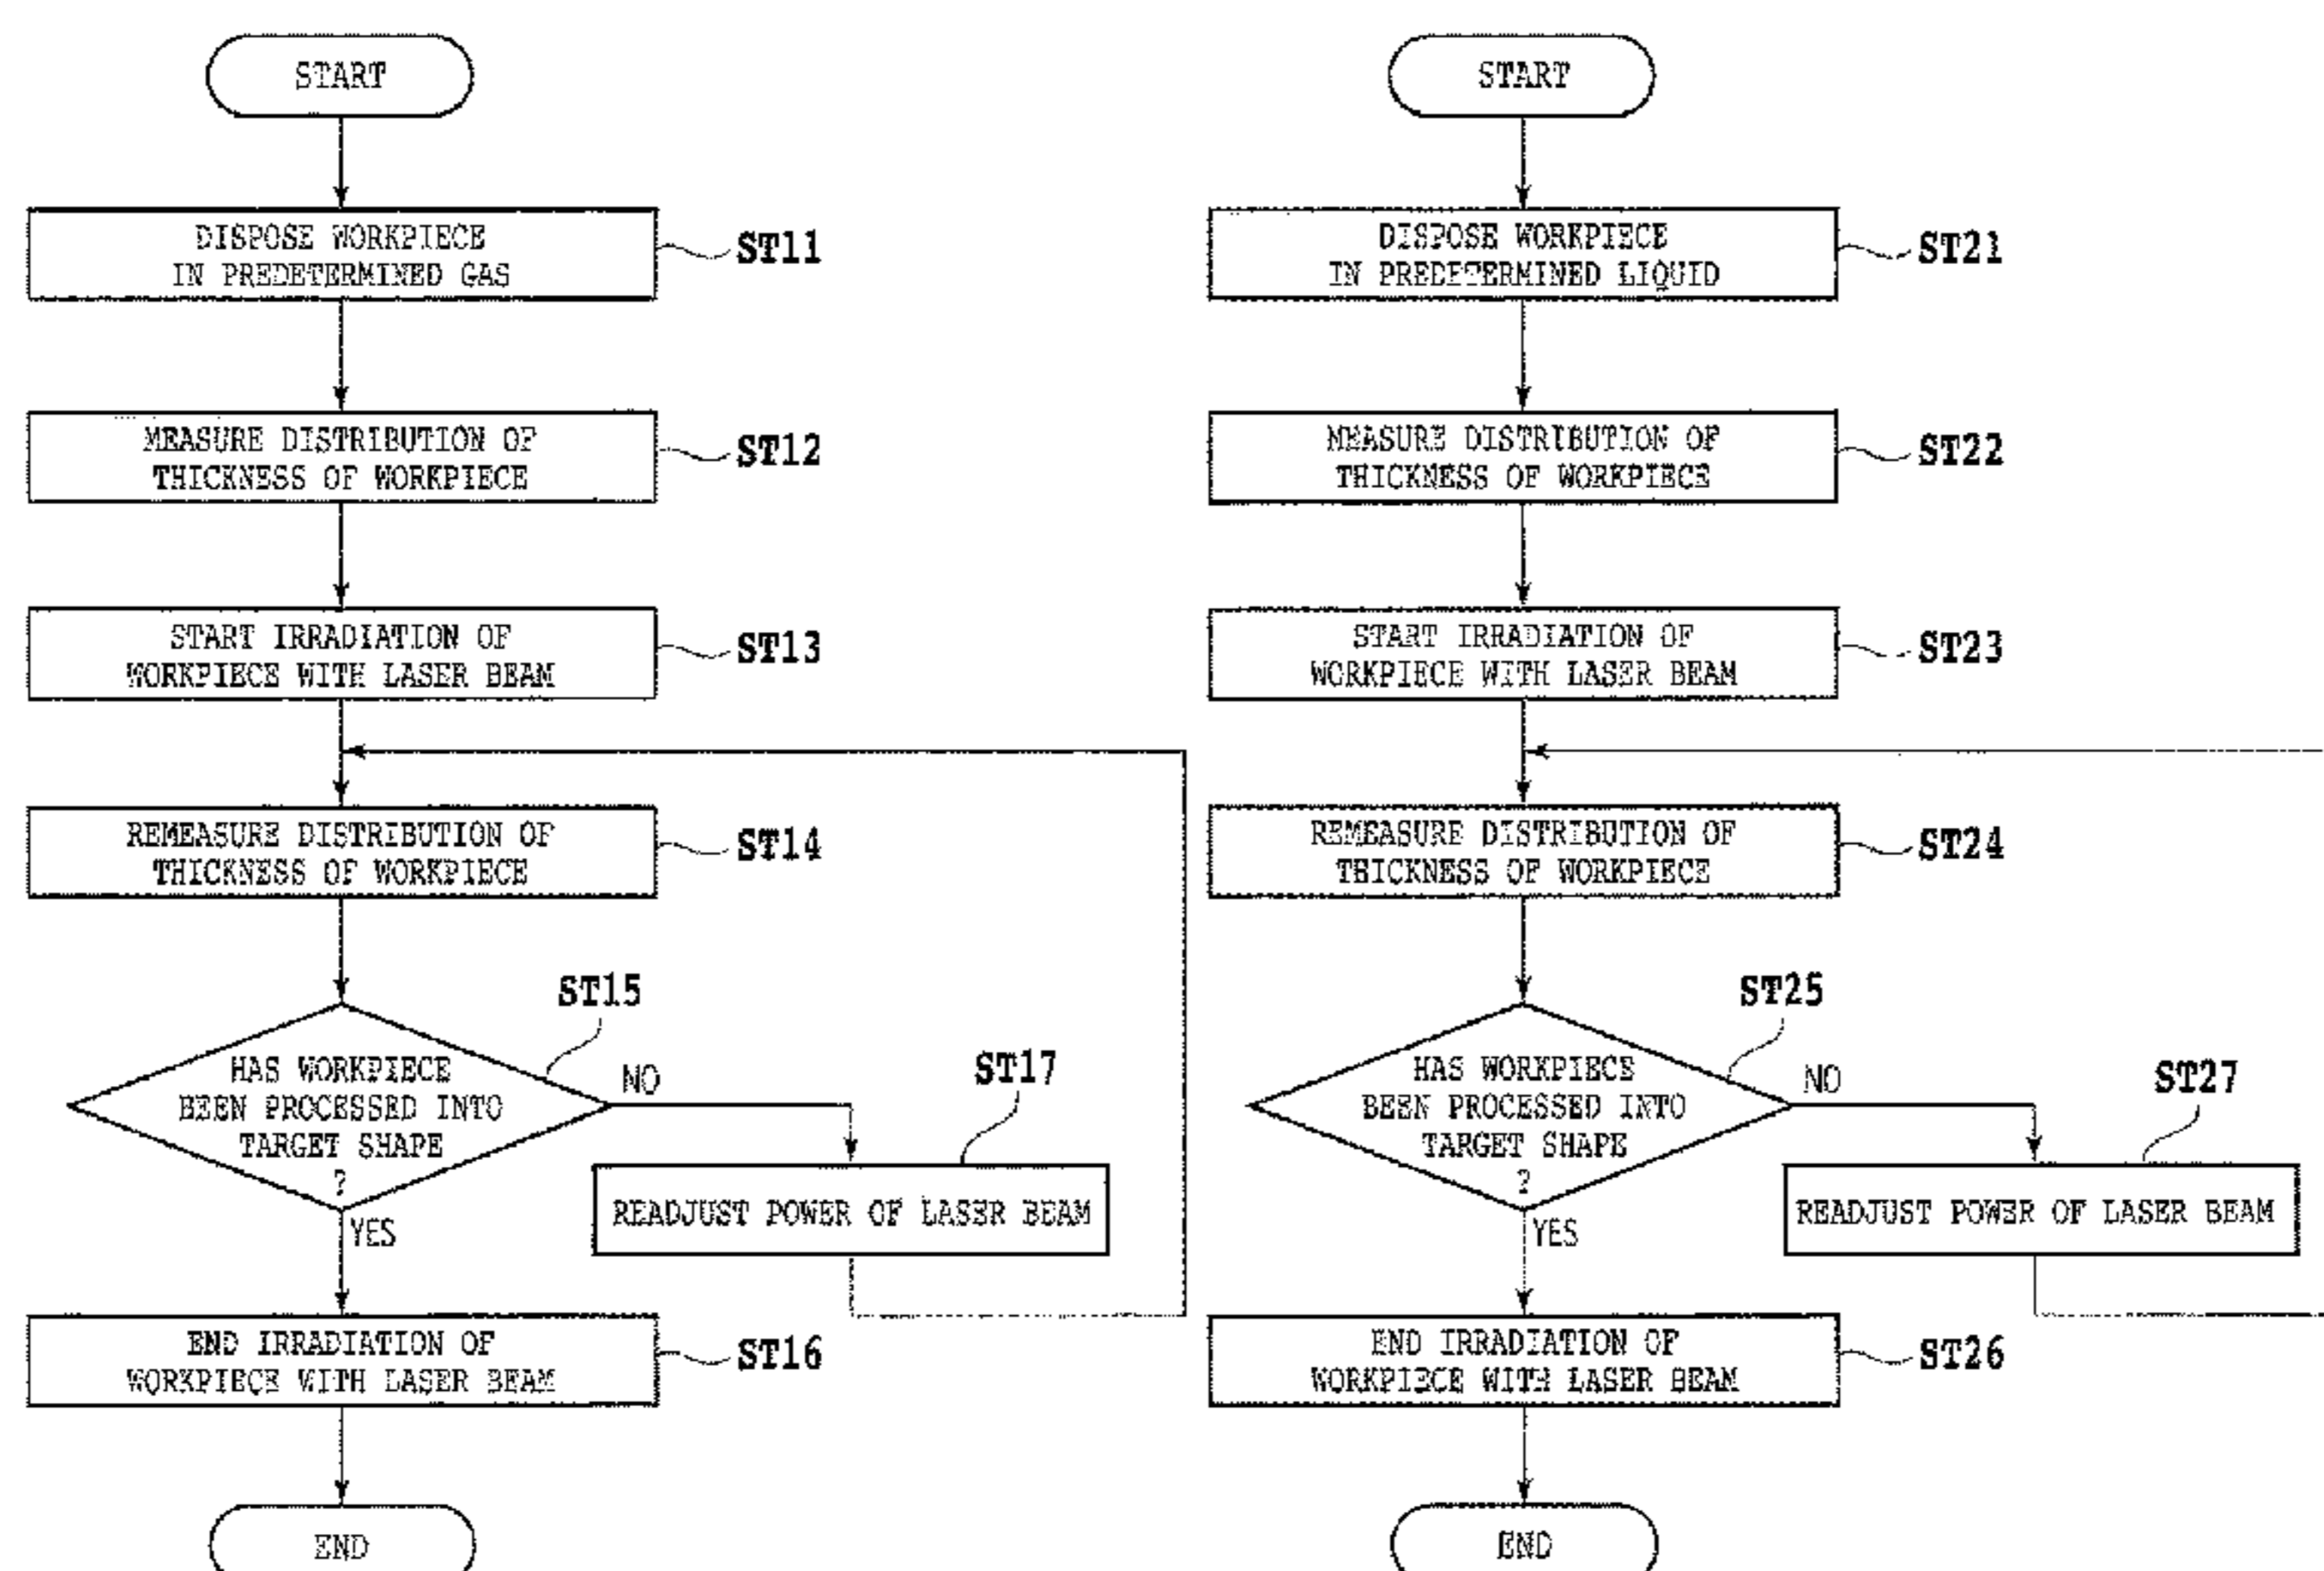 START
DISPOSE WORKPIECE
IN PREDETERMINED GAS
ST11
MEASURE DISTRIBUTION OF
THICKNESS OF WORKPIECE
ST12
START IRRADIATION OF
WORKPIECE WITH LASER BEAM
ST13
REMEASURE DISTRIBUTION OF
THICKNESS OF WORKPIECE
ST14
ST15
HAS WORKPIECE
BEEN PROCESSED INTO
TARGET SHAPE
?
NO
ST17
READJUST POWER OF LASER BEAM
YES
END IRRADIATION OF
WORKPIECE WITH LASER BEAM
ST16
END
START
DISPOSE WORKPIECE
IN PREDETERMINED LIQUID
ST21
MEASURE DISTRIBUTION OF
THICKNESS OF WORKPIECE
ST22
START IRRADIATION OF
WORKPIECE WITH LASER BEAM
ST23
REMEASURE DISTRIBUTION OF
THICKNESS OF WORKPIECE
ST24
ST25
HAS WORKPIECE
BEEN PROCESSED INTO
TARGET SHAPE
?
NO
ST27
READJUST POWER OF LASER BEAM
YES
END IRRADIATION OF
WORKPIECE WITH LASER BEAM
ST26
END